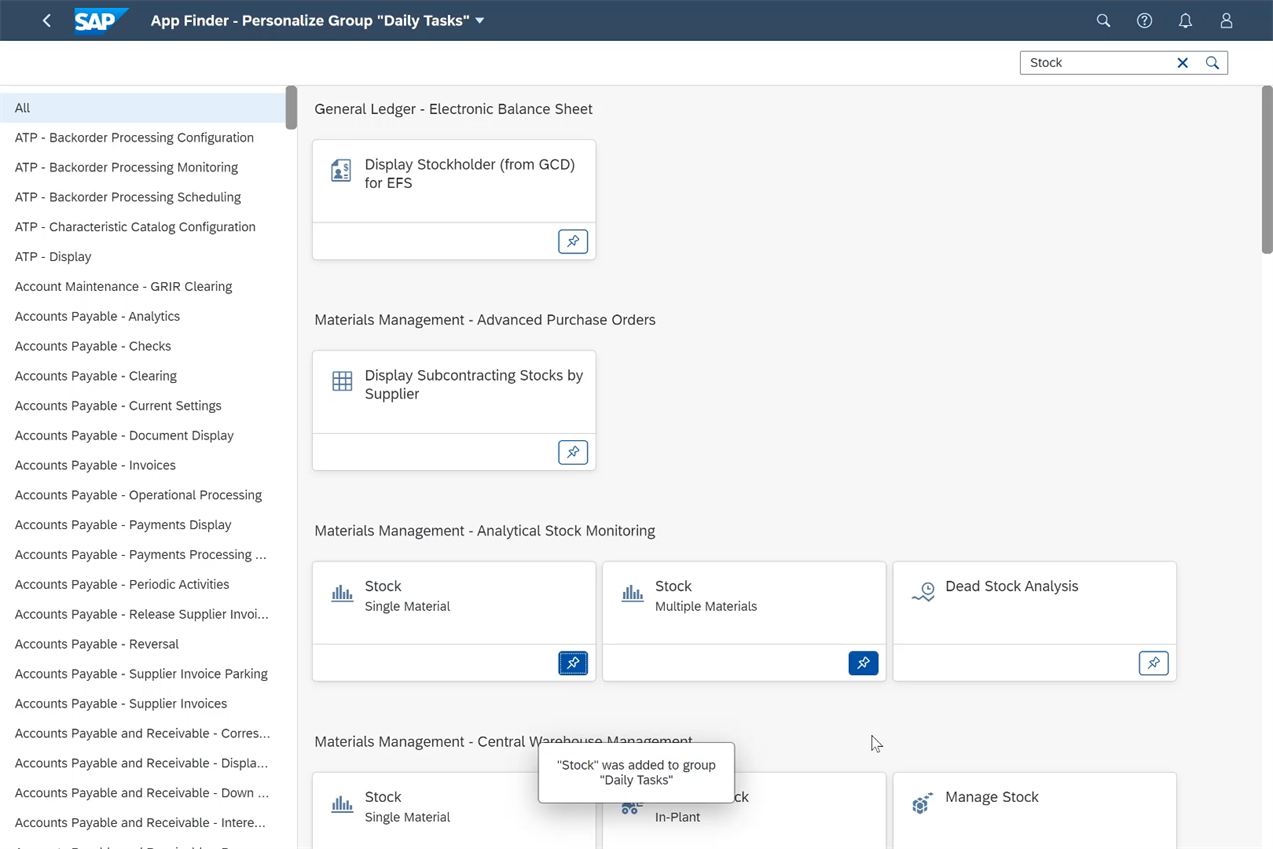 SAP
App Finder - Personalize Group "Daily Tasks"
Stock
All
ATP - Backorder Processing Configuration
ATP - Backorder Processing Monitoring
ATP - Backorder Processing Scheduling
ATP - Characteristic Catalog Configuration
ATP - Display
Account Maintenance - GRIR Clearing
Accounts Payable - Analytics
Accounts Payable - Checks
Accounts Payable - Clearing
Accounts Payable - Current Settings
Accounts Payable - Document Display
Accounts Payable - Invoices
Accounts Payable - Operational Processing
Accounts Payable - Payments Display
Accounts Payable - Payments Processing ...
Accounts Payable - Periodic Activities
Accounts Payable - Release Supplier Invoi...
Accounts Payable - Reversal
Accounts Payable - Supplier Invoice Parking
Accounts Payable - Supplier Invoices
Accounts Payable and Receivable - Corres...
Accounts Payable and Receivable - Displa...
Accounts Payable and Receivable - Down ...
Accounts Payable and Receivable - Intere...
General Ledger - Electronic Balance Sheet
Display Stockholder (from GCD)
for EFS
Materials Management - Advanced Purchase Orders
Display Subcontracting Stocks by
Supplier
Materials Management - Analytical Stock Monitoring
Stock
Single Material
Stock
Multiple Materials
Dead Stock Analysis
Materials Management - Central Warehouse Management
"Stock" was added to group
"Daily Tasks"
Stock
Single Material
In-Plant
Manage Stock